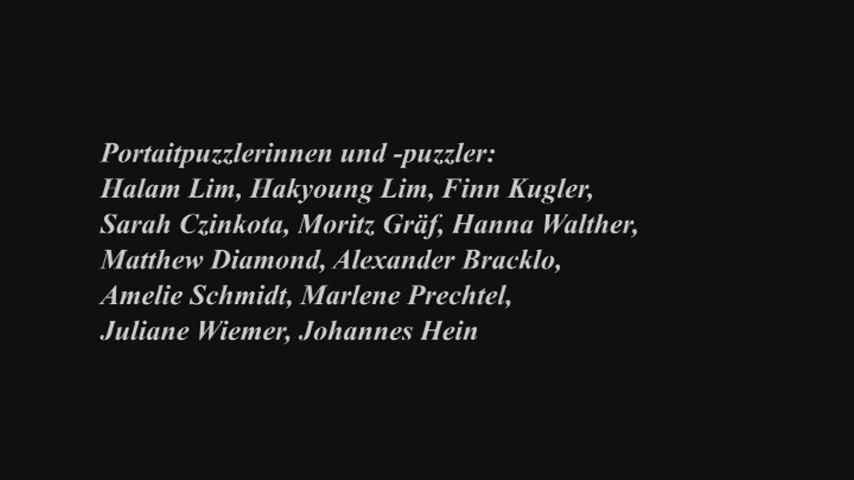 Portaitpuzzlerinnen und -puzzler:
Halam Lim, Hakyoung Lim, Finn Kugler,
Sarah Czinkota, Moritz Gräf, Hanna Walther,
Matthew Diamond, Alexander Bracklo,
Amelie Schmidt, Marlene Prechtel,
Juliane Wiemer, Johannes Hein